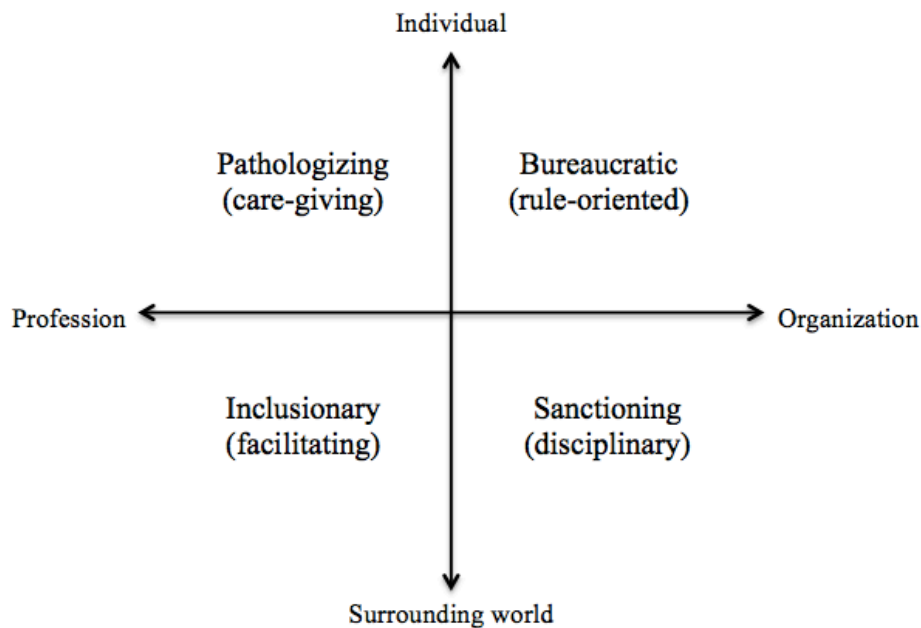 Individual
Pathologizing
(care-giving)
Bureaucratic
(rule-oriented)
Profession
Organization
Inclusionary
(facilitating)
Sanctioning
(disciplinary)
Surrounding world